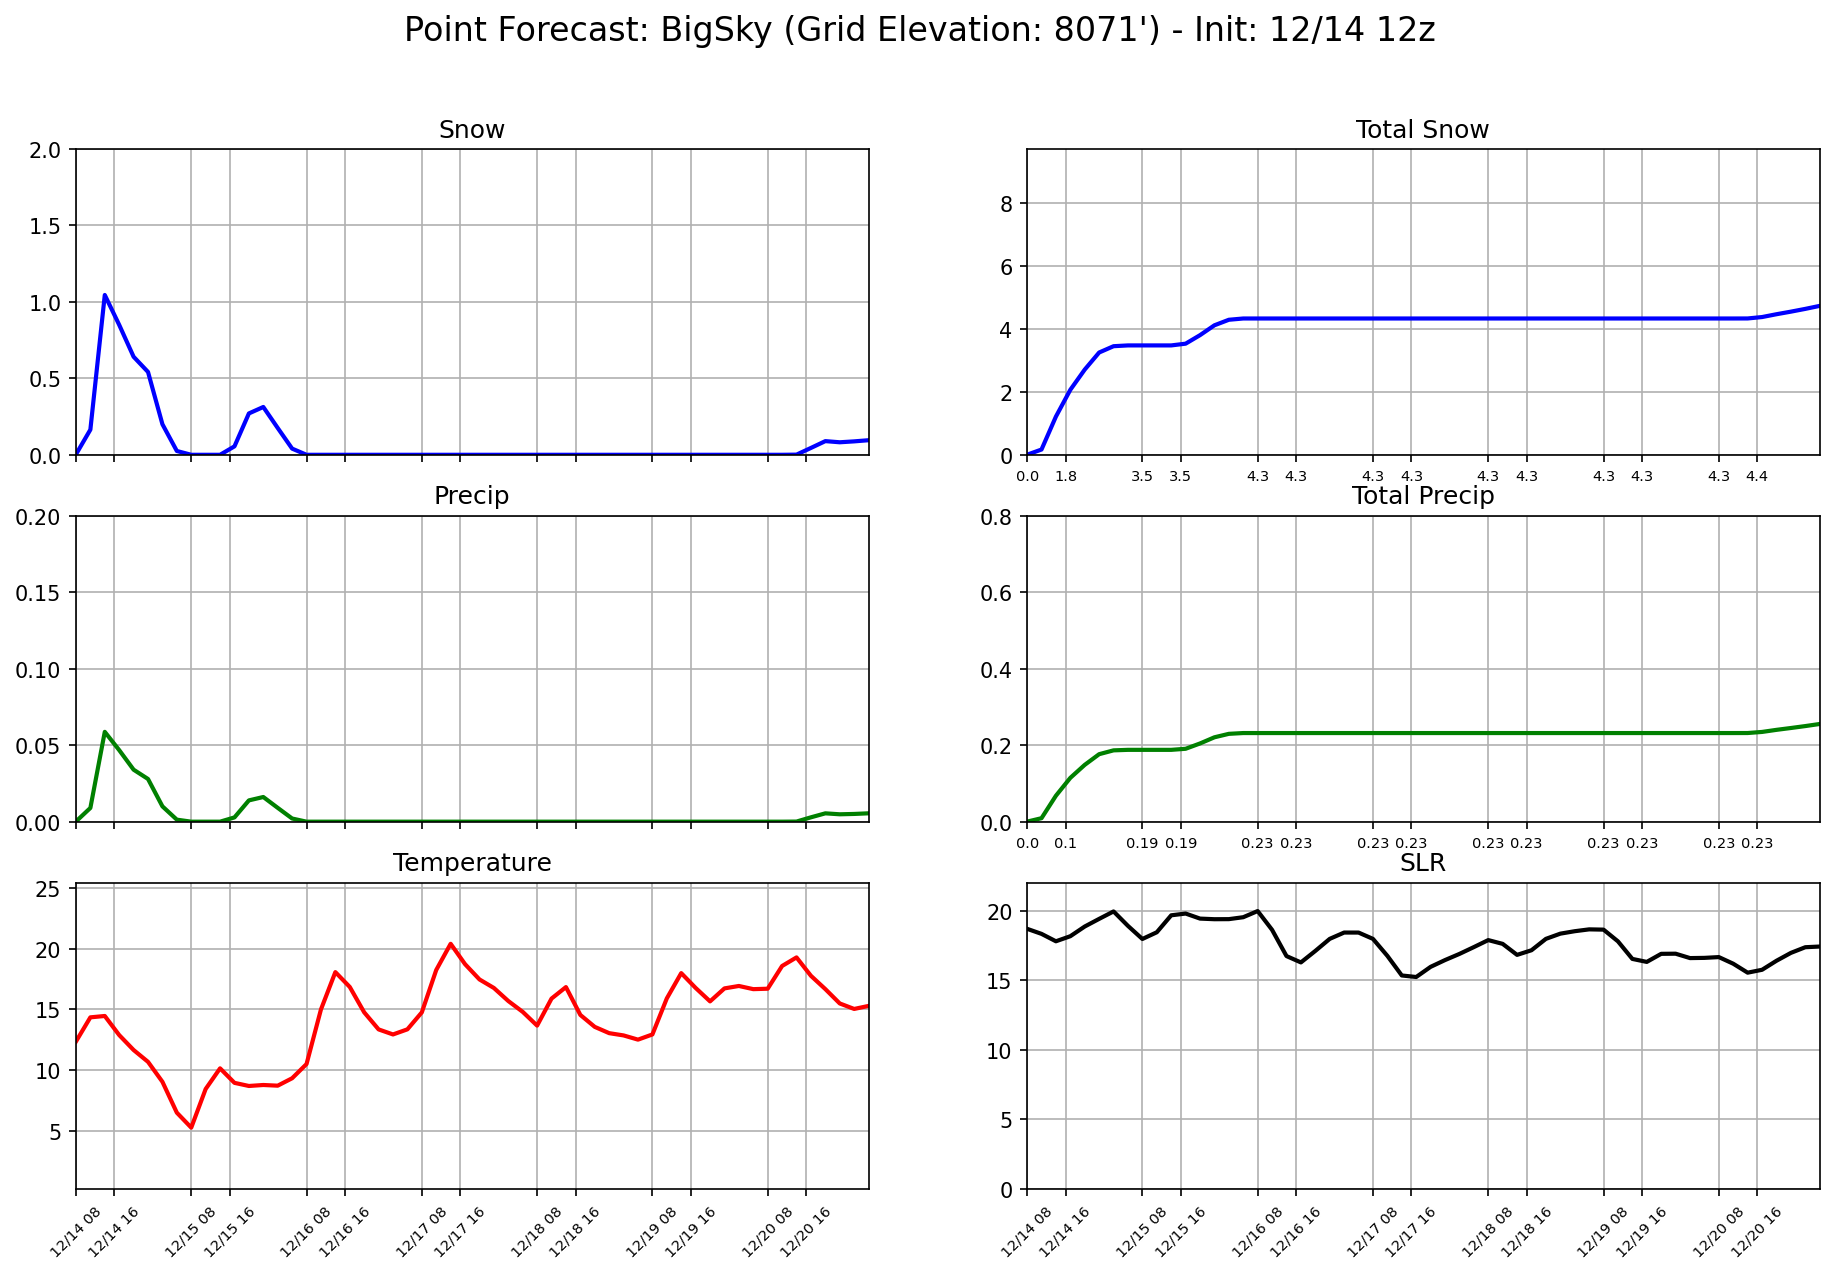 Point Forecast: BigSky (Grid Elevation: 8071') - Init: 12/14 12z
Snow
2.0
1.5
1.0
0.5
0.0
Total Snow
8
6
4
2
0
0.0 1.8 3.5 3.5 4.3 4.3 4.3 4.3 4.3 4.3 4.3 4.3 4.3 4.4
Precip
0.20
0.15
0.10
0.05
0.00
Total Precip
0.8
0.6
0.4
0.2
0.0
0.0 0.1 0.19 0.19 0.23 0.23 0.23 0.23 0.23 0.23 0.23 0.23 0.23 0.23
Temperature
25
20
15
10
5
12/14 08 12/14 16 12/15 08 12/15 16 12/16 08 12/16 16 12/17 08 12/17 16 12/18 08 12/18 16 12/19 08 12/19 16 12/20 08 12/20 16
SLR
20
15
10
5
0
12/14 08 12/14 16 12/15 08 12/15 16 12/16 08 12/16 16 12/17 08 12/17 16 12/18 08 12/18 16 12/19 08 12/19 16 12/20 08 12/20 16